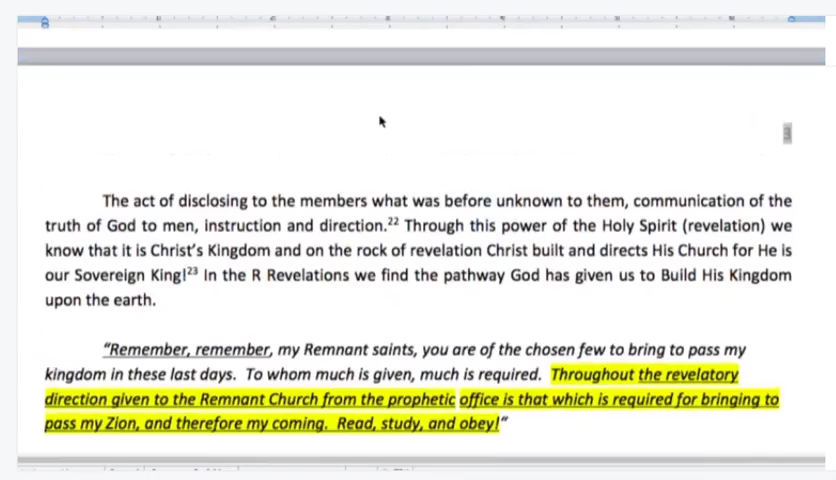 The act of disclosing to the members what was before unknown to them, communication of the
truth of God to men, instruction and direction.²² Through this power of the Holy Spirit (revelation) we
know that it is Christ's Kingdom and on the rock of revelation Christ built and directs His Church for He is
our Sovereign King!²³ In the R Revelations we find the pathway God has given us to Build His Kingdom
upon the earth.
"Remember, remember, my Remnant saints, you are of the chosen few to bring to pass my
kingdom in these last days. To whom much is given, much is required. Throughout the revelatory
direction given to the Remnant Church from the prophetic office is that which is required for bringing to
pass my Zion, and therefore my coming. Read, study, and obey!"